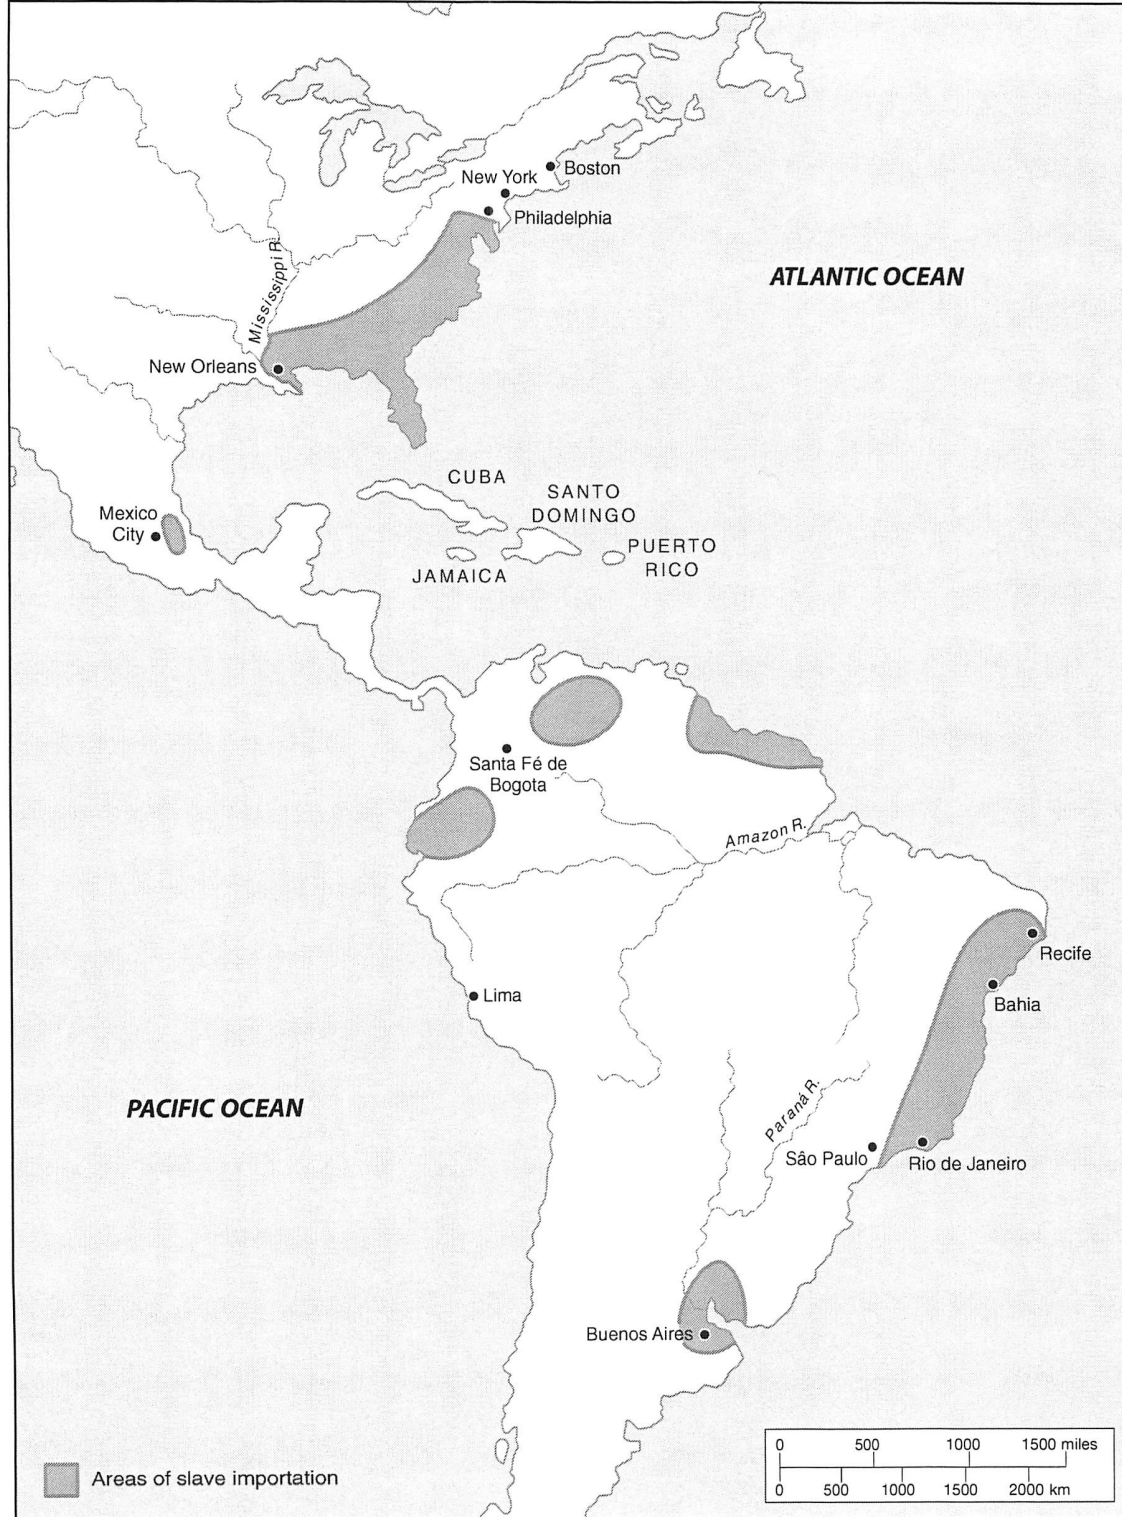 Boston
New York
Philadelphia
ATLANTIC OCEAN
Mississippi R.
New Orleans
CUBA
SANTO
DOMINGO
Mexico
City
PUERTO
RICO
JAMAICA
Santa Fé de
Bogota
Amazon R.
Recife
Lima
Bahia
PACIFIC OCEAN
Paraná R.
Sâo Paulo
Rio de Janeiro
Buenos Aires
0 500 1000 1500 miles
0 500 1000 1500 2000 km
Areas of slave importation